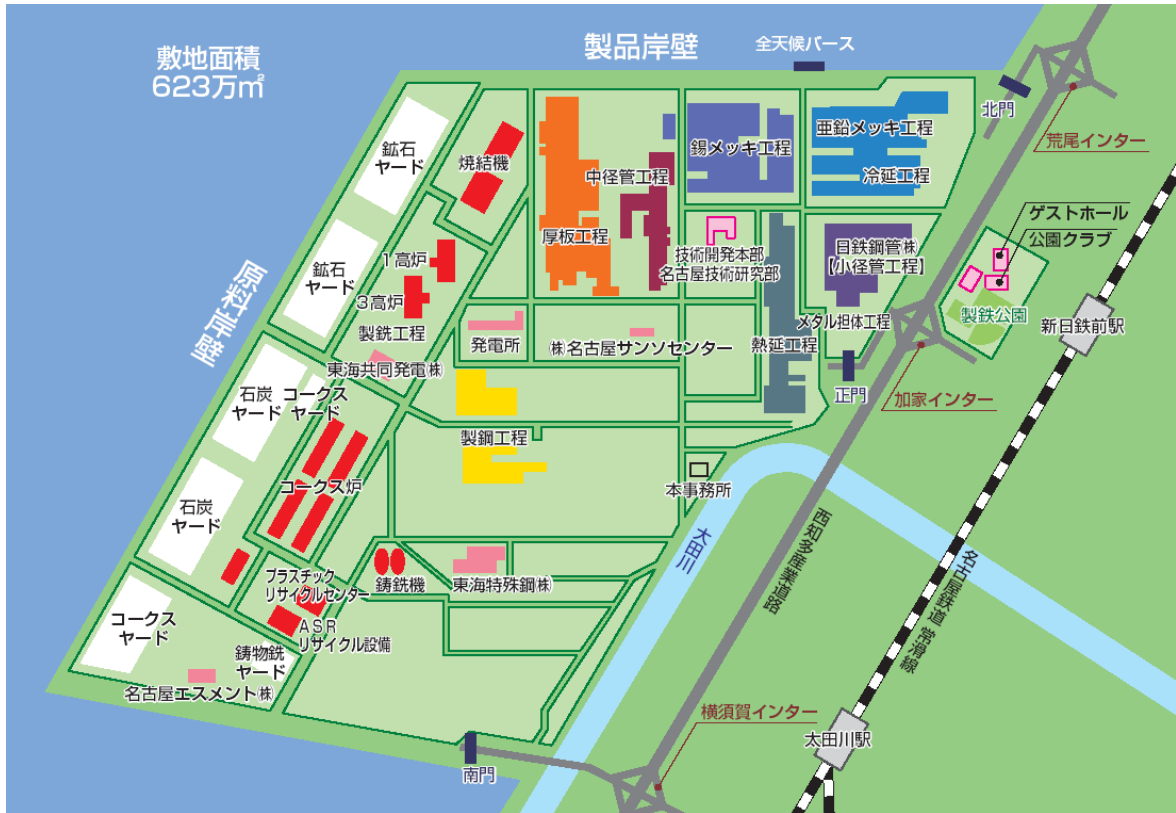 敷地面積
623万㎡
製品岸壁
全天候バース
北門
荒尾インター
鉱石
ヤード
焼結機
中径管工程
錫メッキ工程
亜鉛メッキ工程
冷延工程
ゲストホール
公園クラブ
厚板工程
技術開発本部
名古屋技術研究部
日鉄鋼管㈱
【小径管工程】
原料岸壁
鉱石
ヤード
1高炉
3高炉
製銑工程
製鉄公園
新日鉄前駅
メタル担体工程
発電所
㈱名古屋サンソセンター
熱延工程
東海共同発電㈱
正門
加家インター
石炭
ヤード
コークス
ヤード
製鋼工程
本事務所
コークス炉
石炭
ヤード
大田川
西知多産業道路
名古屋鉄道 常滑線
プラスチック
リサイクルセンター
鋳銑機
東海特殊鋼㈱
コークス
ヤード
ASR
リサイクル設備
鋳物銑
ヤード
名古屋エスメント㈱
横須賀インター
太田川駅
南門